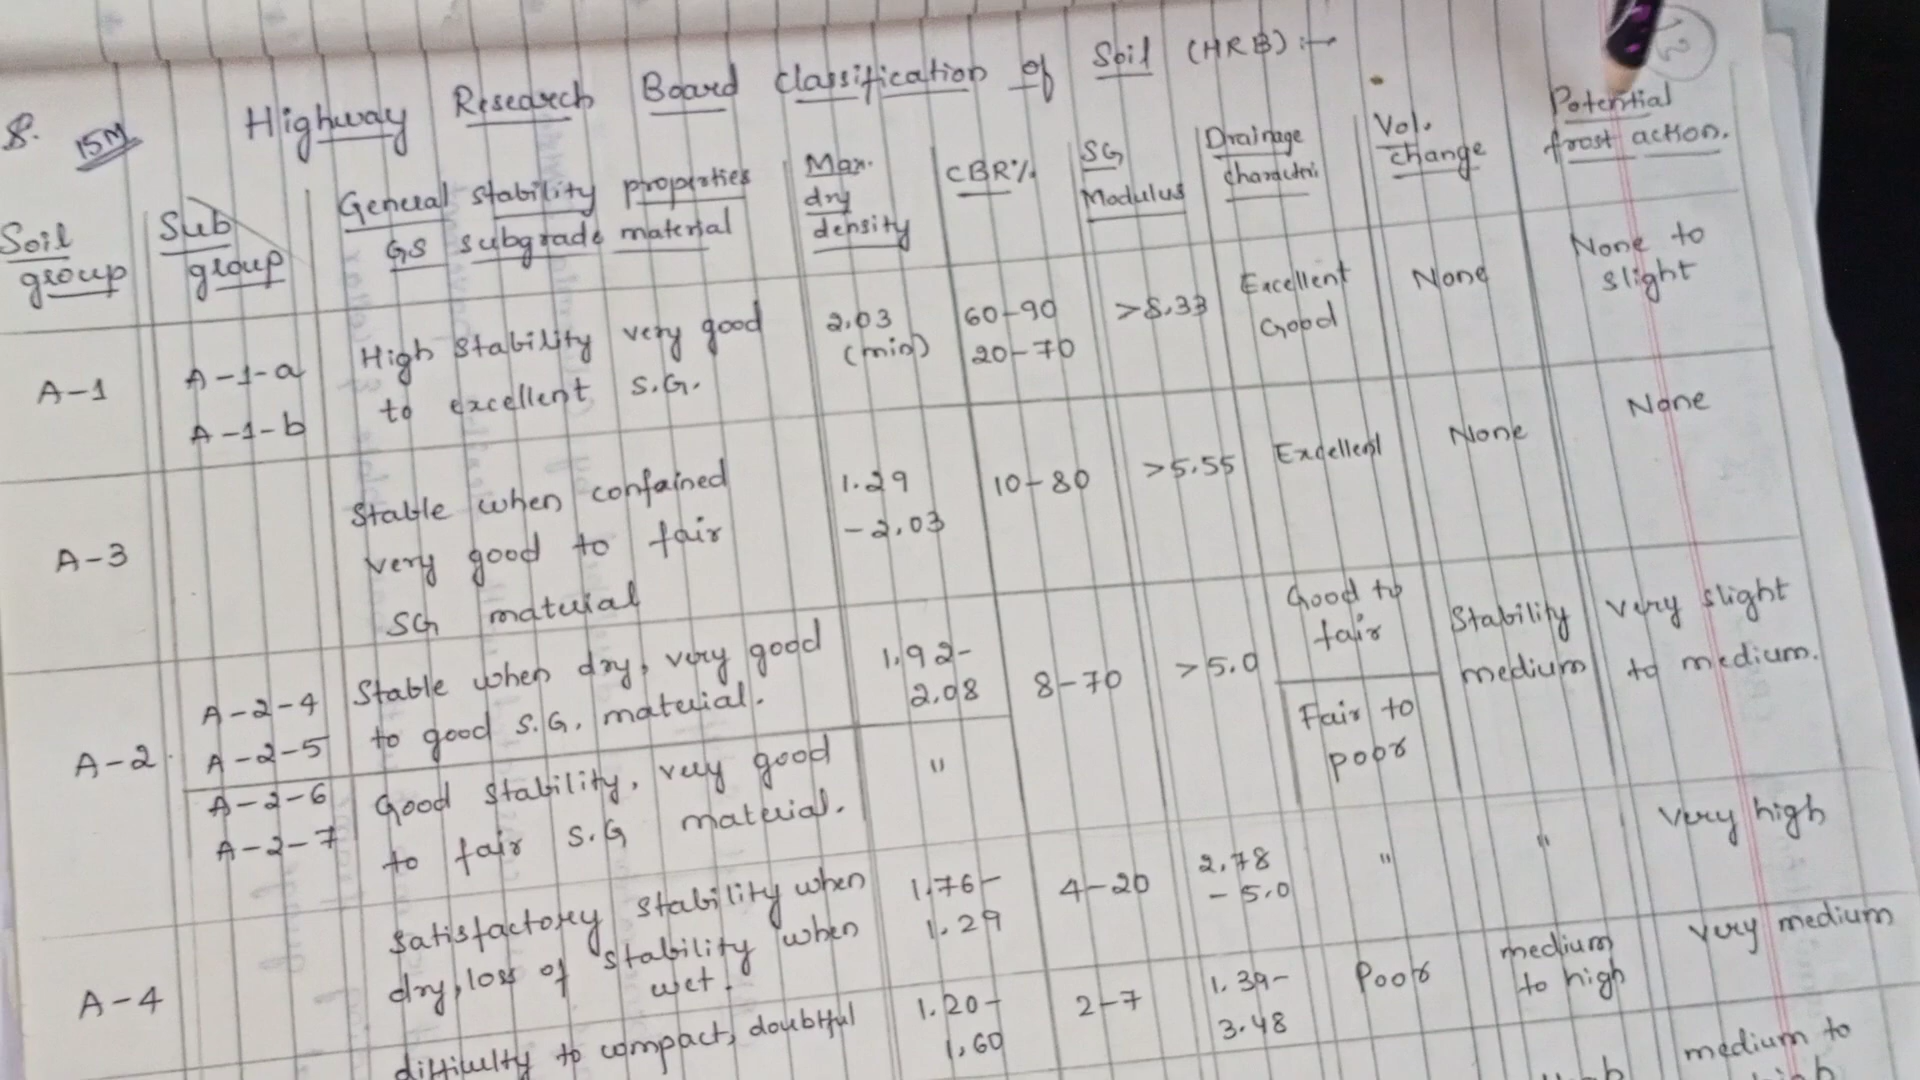 8. 15M Highway Research Board classification of Soil (HRB) :-
Soil group
Sub group
General stability properties
GS subgrade material
Max. dry density
CBR%
SG Modulus
Drainage charactri
Vol. change
Potential frost action.
A-1
A-1-a
A-1-b
High stability very good
to excellent S.G.
2.03
(min)
60-90
20-70
>8.33
Excellent
Good
None
None to
slight
A-3
Stable when confained
very good to fair
SG material
1.29
-2.03
10-80
>5.55
Excellent
None
None
A-2
A-2-4
A-2-5
Stable when dry, very good
to good S.G. material.
1.92-
2.08
8-70
>5.0
Good to
fair
Stability
medium
very slight
to medium.
A-2-6
A-2-7
Good stability, very good
to fair S.G material.
"
Fair to
poor
A-4
Satisfactory stability when
dry, loss of stability when
wet.
1.76-
1.29
4-20
2.78
-5.0
"
"
very high
difficulty to compact, doubtful
1.20-
1.60
2-7
1.39-
3.48
Poor
medium
to high
very medium
medium to